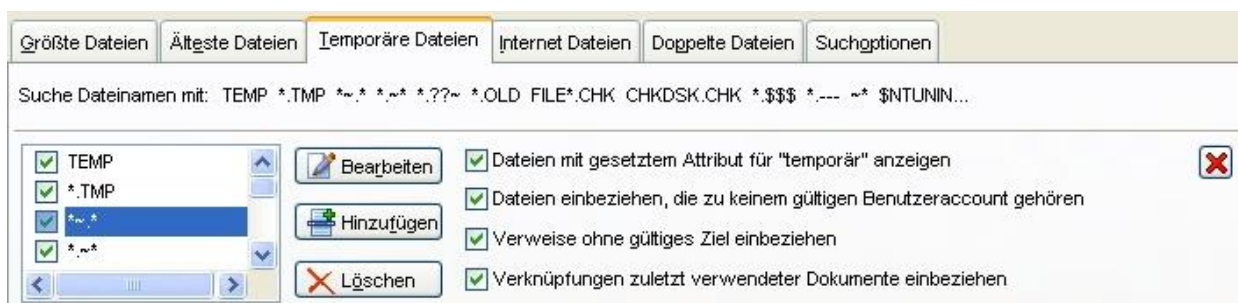 Größte Dateien Älteste Dateien Temporäre Dateien Internet Dateien Doppelte Dateien Suchoptionen
Suche Dateinamen mit: TEMP *.TMP *~.* *.~* *.??~ *.OLD FILE*.CHK CHKDSK.CHK *.$$$ *.--- ~* $NTUNIN...
TEMP
*.TMP
*~.*
*.~*
Bearbeiten
Hinzufügen
Löschen
Dateien mit gesetztem Attribut für "temporär" anzeigen
Dateien einbeziehen, die zu keinem gültigen Benutzeraccount gehören
Verweise ohne gültiges Ziel einbeziehen
Verknüpfungen zuletzt verwendeter Dokumente einbeziehen